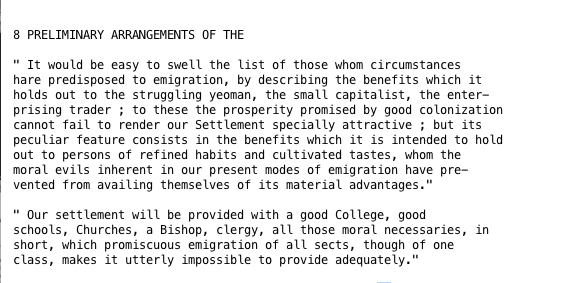 8 PRELIMINARY ARRANGEMENTS OF THE
" It would be easy to swell the list of those whom circumstances
hare predisposed to emigration, by describing the benefits which it
holds out to the struggling yeoman, the small capitalist, the enter-
prising trader ; to these the prosperity promised by good colonization
cannot fail to render our Settlement specially attractive ; but its
peculiar feature consists in the benefits which it is intended to hold
out to persons of refined habits and cultivated tastes, whom the
moral evils inherent in our present modes of emigration have pre-
vented from availing themselves of its material advantages."
" Our settlement will be provided with a good College, good
schools, Churches, a Bishop, clergy, all those moral necessaries, in
short, which promiscuous emigration of all sects, though of one
class, makes it utterly impossible to provide adequately."